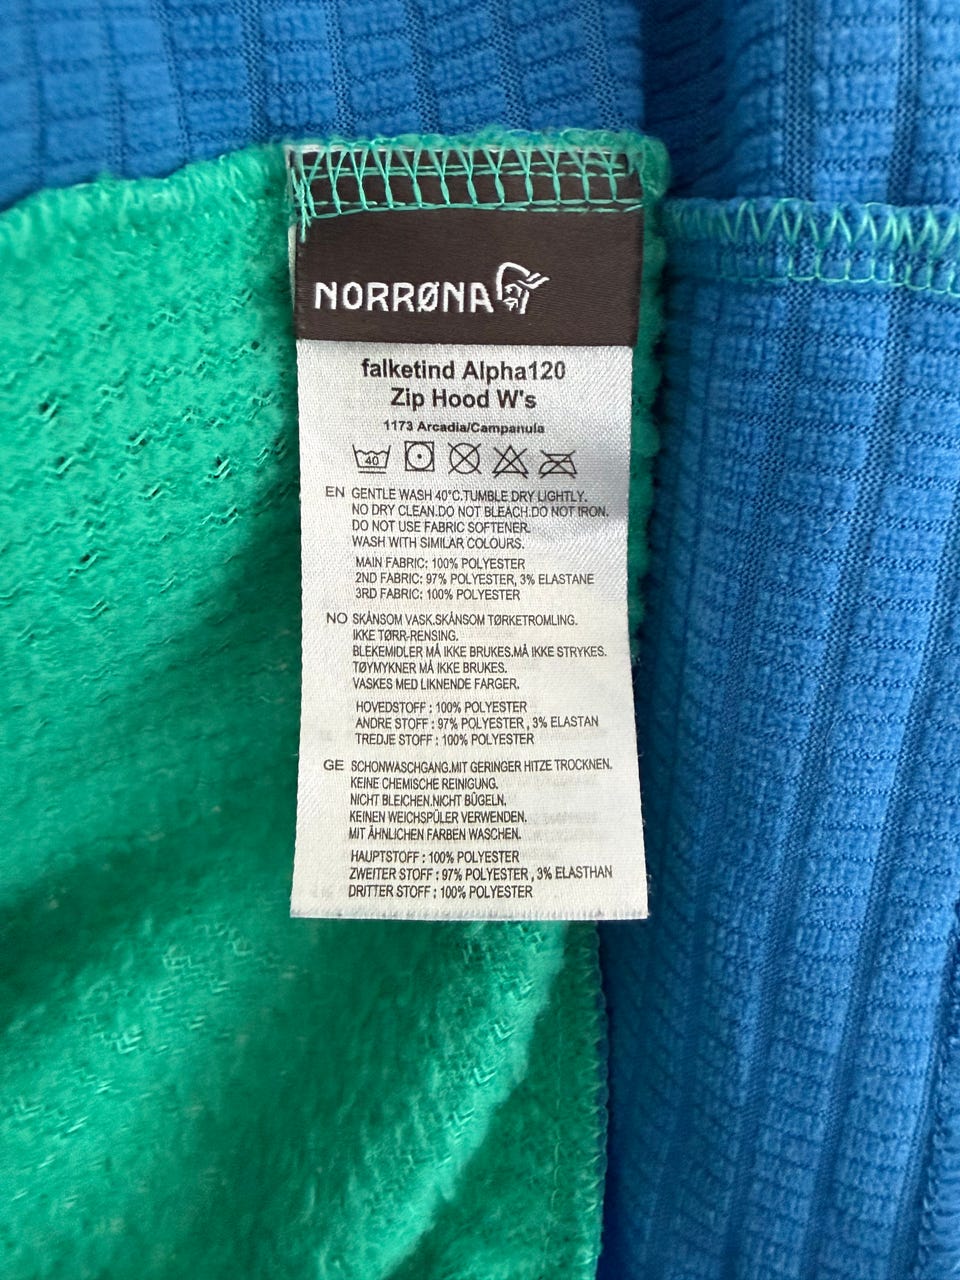 NORRØNA
falketind Alpha120
Zip Hood W's
1173 Arcadia/Campanula
40
EN GENTLE WASH 40°C.TUMBLE DRY LIGHTLY.
NO DRY CLEAN.DO NOT BLEACH.DO NOT IRON.
DO NOT USE FABRIC SOFTENER.
WASH WITH SIMILAR COLOURS.
MAIN FABRIC: 100% POLYESTER
2ND FABRIC: 97% POLYESTER, 3% ELASTANE
3RD FABRIC: 100% POLYESTER
NO SKÅNSOM VASK.SKÅNSOM TØRKETROMLING.
IKKE TØRR-RENSING.
BLEKEMIDLER MÅ IKKE BRUKES.MÅ IKKE STRYKES.
TØYMYKNER MÅ IKKE BRUKES.
VASKES MED LIKNENDE FARGER.
HOVEDSTOFF : 100% POLYESTER
ANDRE STOFF : 97% POLYESTER , 3% ELASTAN
TREDJE STOFF : 100% POLYESTER
GE SCHONWASCHGANG.MIT GERINGER HITZE TROCKNEN.
KEINE CHEMISCHE REINIGUNG.
NICHT BLEICHEN.NICHT BÜGELN.
KEINEN WEICHSPÜLER VERWENDEN.
MIT ÄHNLICHEN FARBEN WASCHEN.
HAUPTSTOFF : 100% POLYESTER
ZWEITER STOFF : 97% POLYESTER , 3% ELASTHAN
DRITTER STOFF : 100% POLYESTER